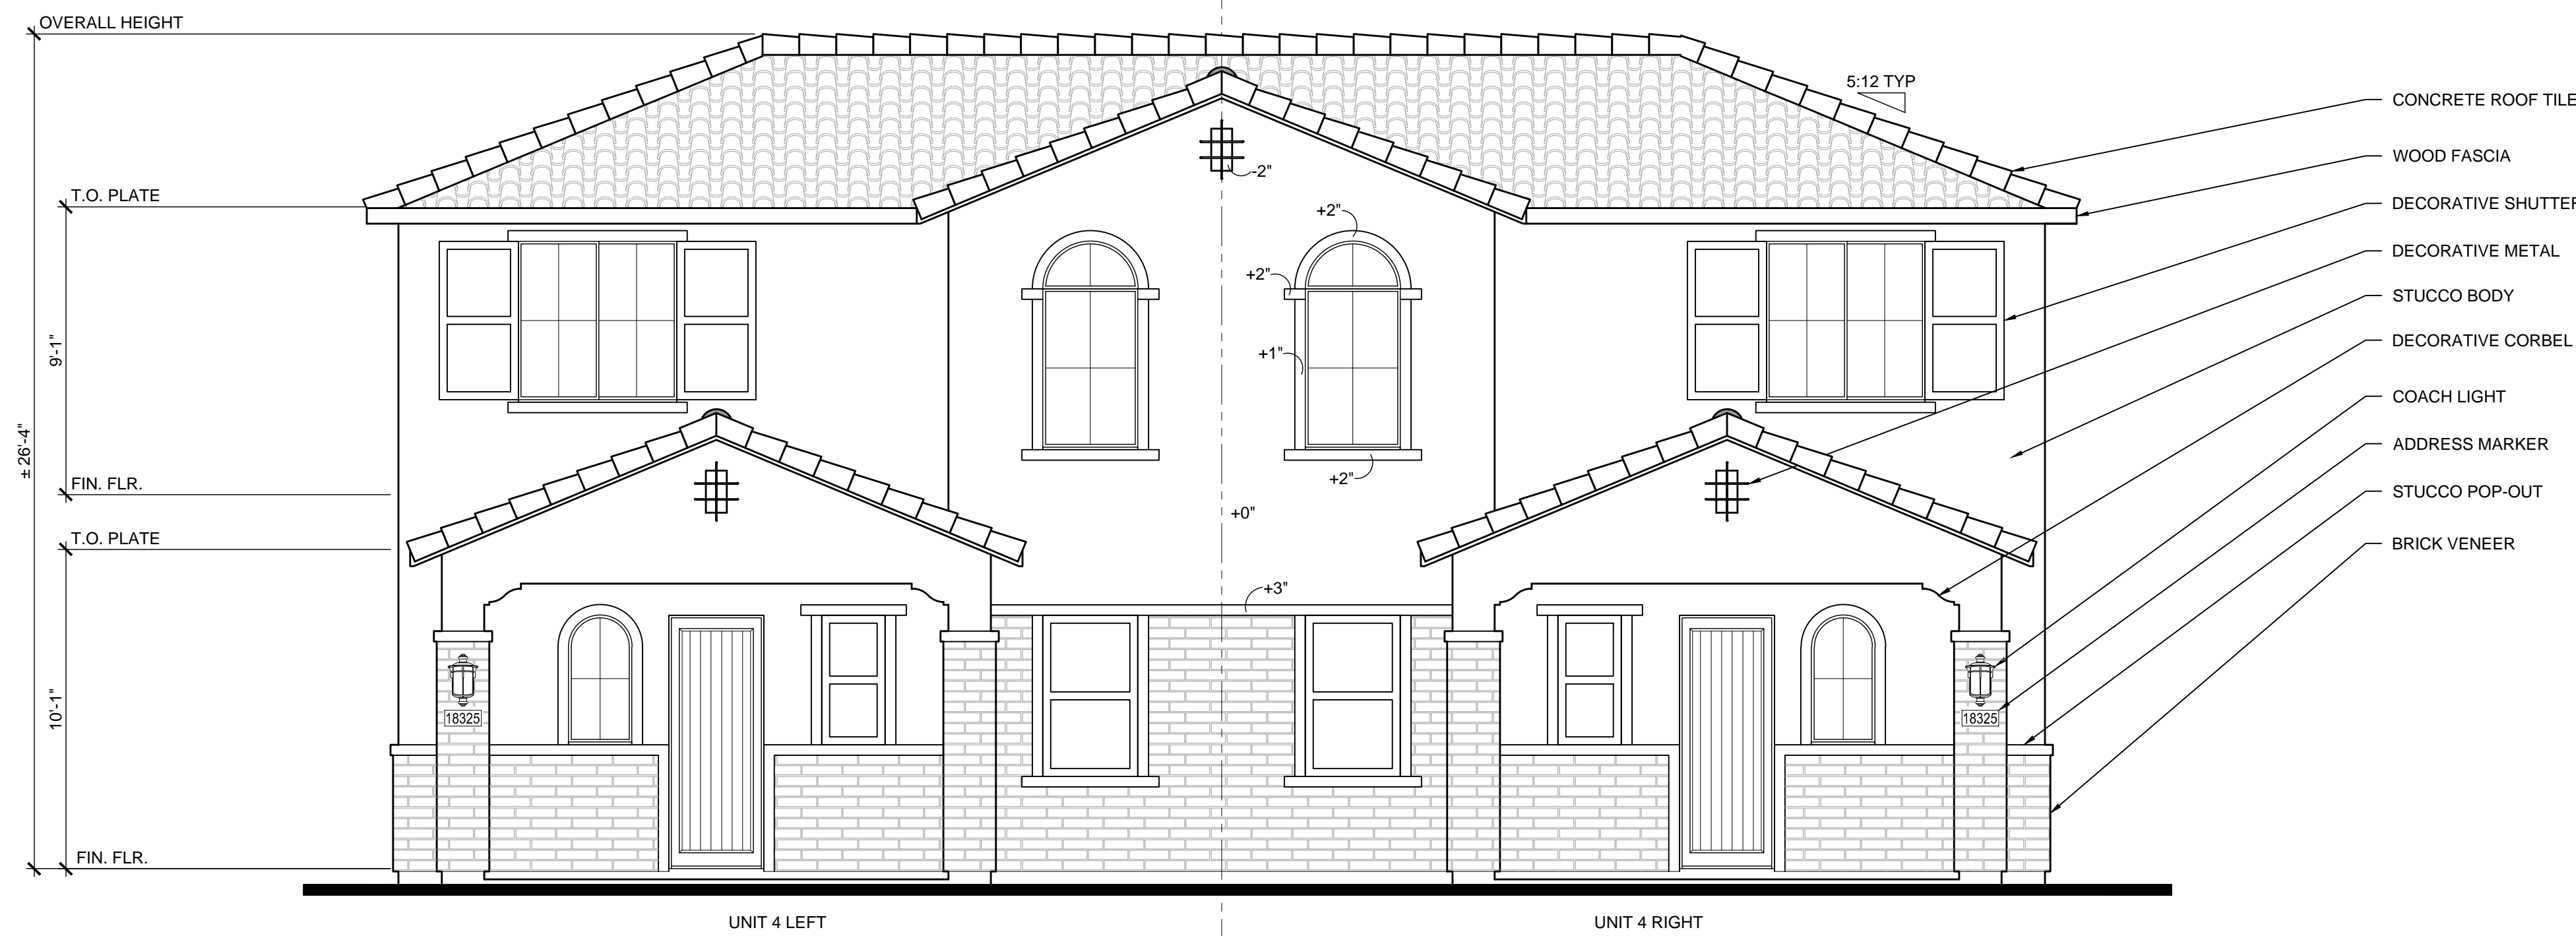 OVERALL HEIGHT
5:12 TYP
CONCRETE ROOF TILE
WOOD FASCIA
-2"
T.O. PLATE
DECORATIVE SHUTTER
+2"
DECORATIVE METAL
+2"
STUCCO BODY
9'-1"
+1"
DECORATIVE CORBEL
COACH LIGHT
± 26'-4"
ADDRESS MARKER
+2"
FIN. FLR.
STUCCO POP-OUT
+0"
T.O. PLATE
BRICK VENEER
+3"
10'-1"
18325
18325
FIN. FLR.
UNIT 4 LEFT
UNIT 4 RIGHT